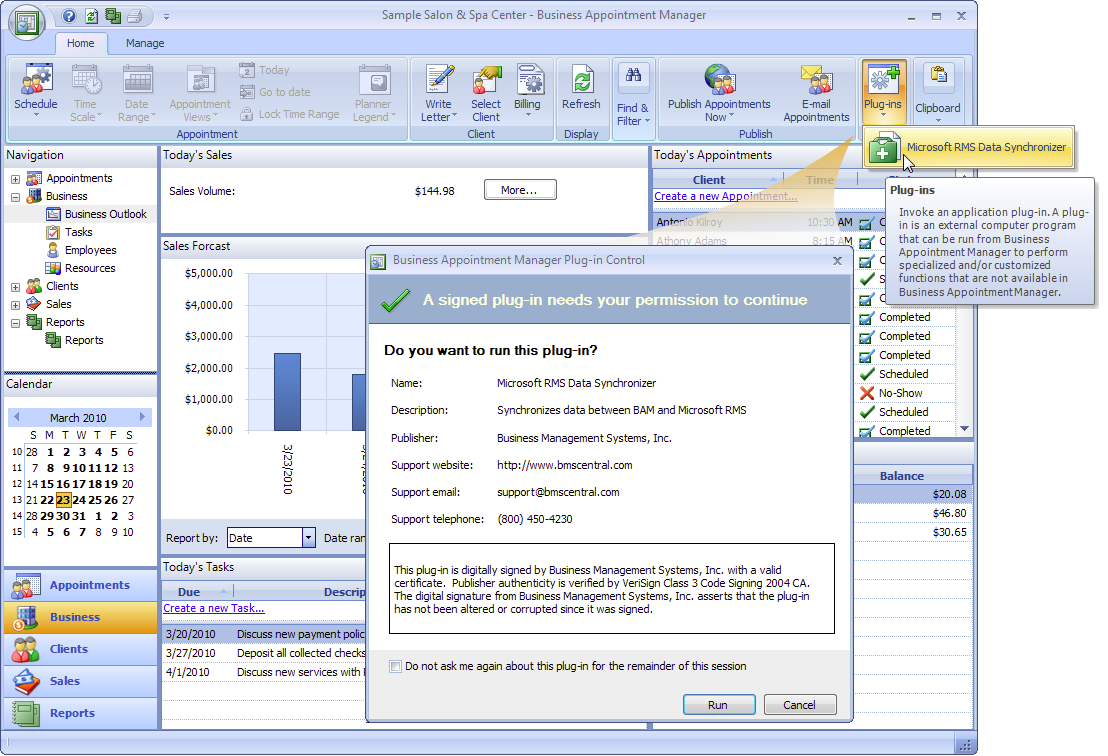 Sample Salon & Spa Center - Business Appointment Manager
Home
Manage
Schedule
Time Scale
Date Range
Appointment Views
Today
Go to date
Lock Time Range
Planner Legend
Appointment
Write Letter
Select Client
Billing
Client
Refresh
Display
Find & Filter
Publish Appointments Now
E-mail Appointments
Publish
Plug-ins
Clipboard
Microsoft RMS Data Synchronizer
Plug-ins
Invoke an application plug-in. A plug-
in is an external computer program
that can be run from Business
Appointment Manager to perform
specialized and/or customized
functions that are not available in
Business AppointmentManager.
Navigation
Appointments
Business
Business Outlook
Tasks
Employees
Resources
Clients
Sales
Reports
Reports
Calendar
March 2010
S M T W T F S
10 28 1 2 3 4 5 6
11 7 8 9 10 11 12 13
12 14 15 16 17 18 19 20
13 21 22 23 24 25 26 27
14 28 29 30 31 1 2 3
15 4 5 6 7 8 9 10
Appointments
Business
Clients
Sales
Reports
Today's Sales
Sales Volume: $144.98 More...
Sales Forcast
$5,000.00
$4,000.00
$3,000.00
$2,000.00
$1,000.00
$0.00
3/23/2010
Report by: Date Date ran
Today's Tasks
Due Descrip
Create a new Task...
3/20/2010 Discuss new payment polic
3/27/2010 Deposit all collected checks
4/1/2010 Discuss new services with
Today's Appointments
Client Time
Create a new Appointment...
Antonio Kilroy 10:30 AM C
Athony Adams 8:15 AM C
C
S
C
Completed
Completed
Completed
Scheduled
No-Show
Scheduled
Completed
Balance
$20.08
$46.80
$30.65
Business Appointment Manager Plug-in Control
A signed plug-in needs your permission to continue
Do you want to run this plug-in?
Name: Microsoft RMS Data Synchronizer
Description: Synchronizes data between BAM and Microsoft RMS
Publisher: Business Management Systems, Inc.
Support website: http://www.bmscentral.com
Support email: support@bmscentral.com
Support telephone: (800) 450-4230
This plug-in is digitally signed by Business Management Systems, Inc. with a valid
certificate. Publisher authenticity is verified by VeriSign Class 3 Code Signing 2004 CA.
The digital signature from Business Management Systems, Inc. asserts that the plug-in
has not been altered or corrupted since it was signed.
Do not ask me again about this plug-in for the remainder of this session
Run
Cancel